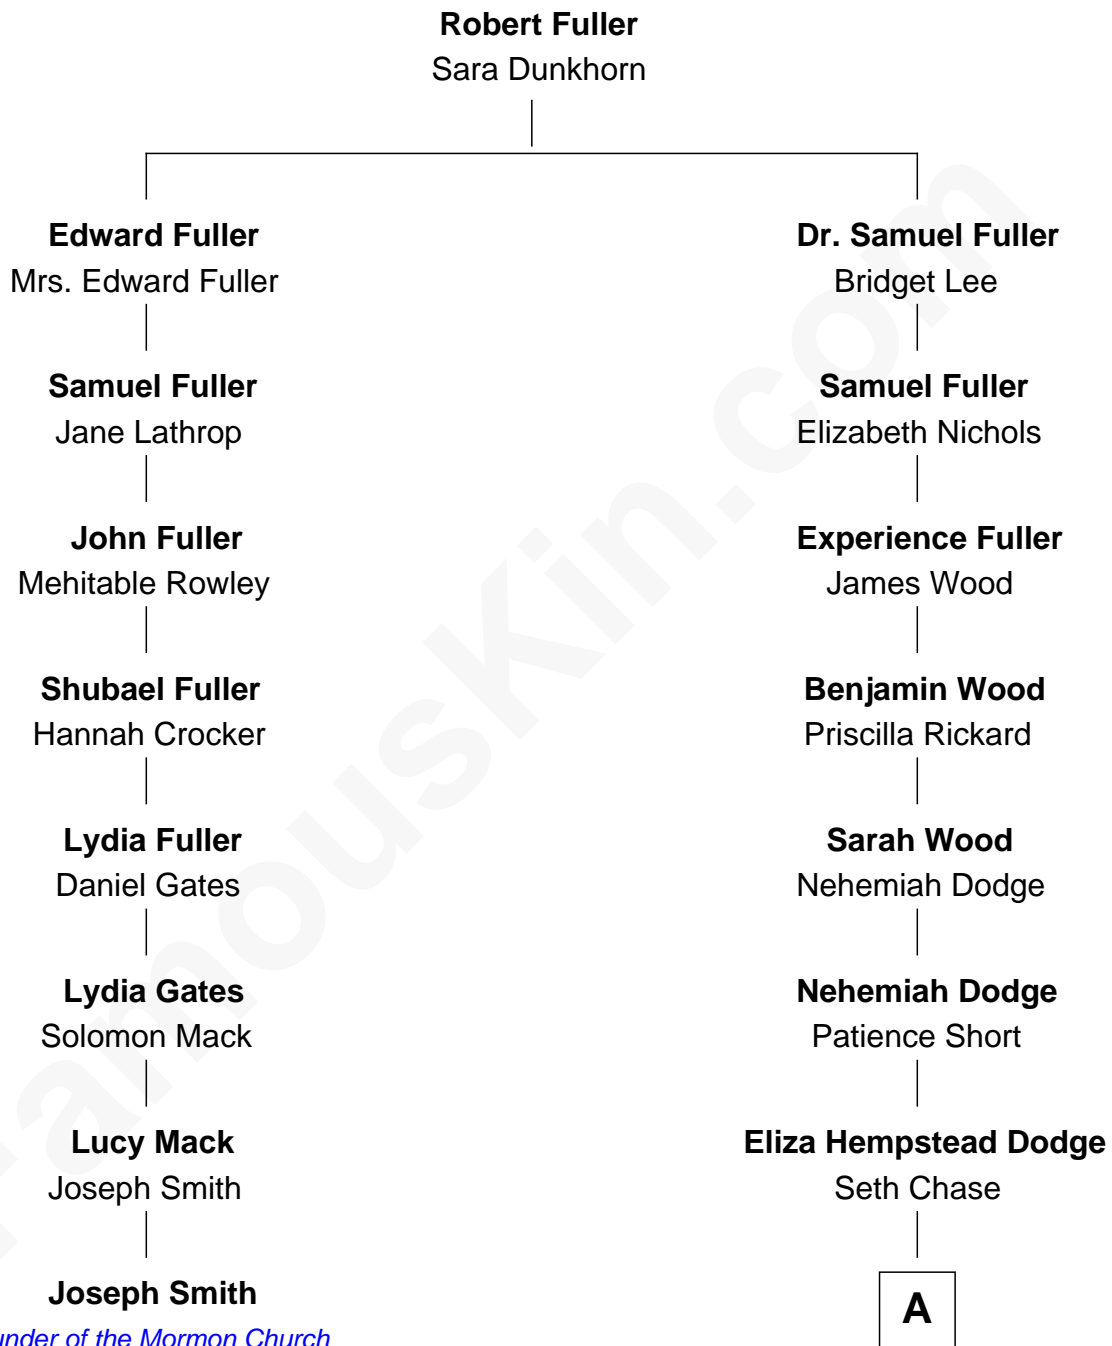 Robert Fuller
Sara Dunkhorn
Edward Fuller
Mrs. Edward Fuller
Dr. Samuel Fuller
Bridget Lee
Samuel Fuller
Jane Lathrop
Samuel Fuller
Elizabeth Nichols
John Fuller
Mehitable Rowley
Experience Fuller
James Wood
Shubael Fuller
Hannah Crocker
Benjamin Wood
Priscilla Rickard
Lydia Fuller
Daniel Gates
Sarah Wood
Nehemiah Dodge
Lydia Gates
Solomon Mack
Nehemiah Dodge
Patience Short
Lucy Mack
Joseph Smith
Eliza Hempstead Dodge
Seth Chase
Joseph Smith
under of the Mormon Church
A
FamousKin.com